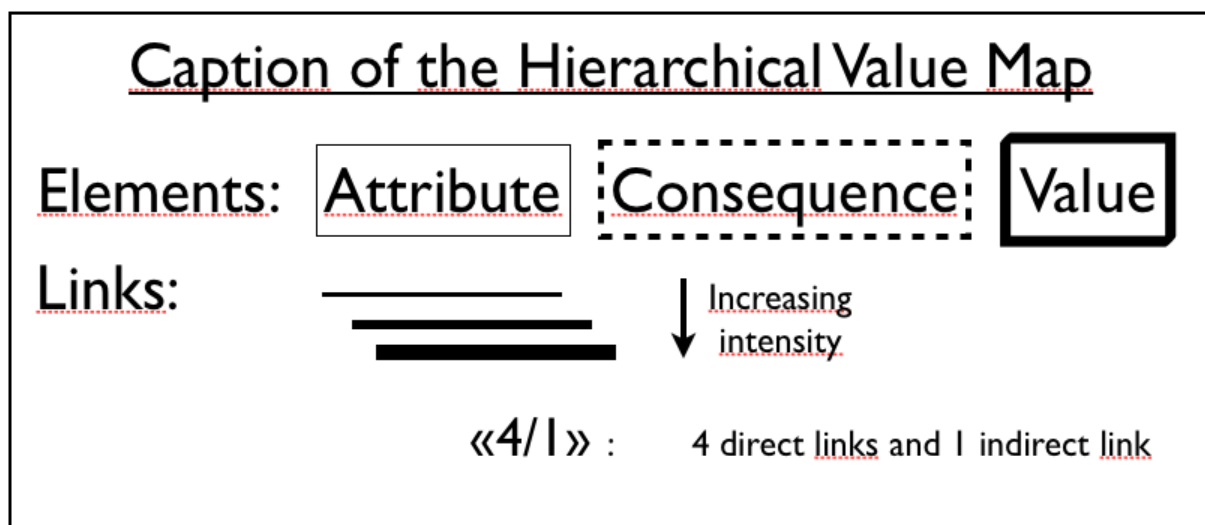 Caption of the Hierarchical Value Map
Elements: Attribute Consequence Value
Links:
Increasing
intensity
«4/1» : 4 direct links and 1 indirect link